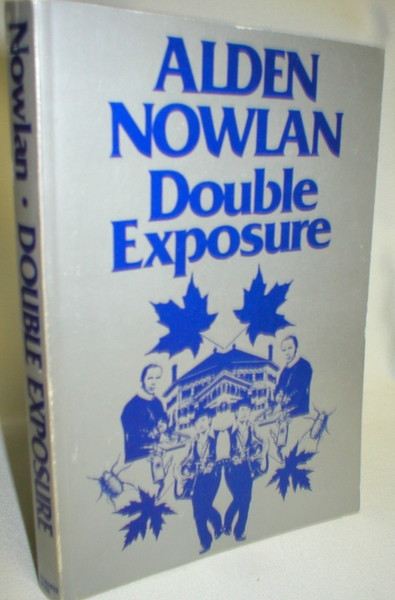 ALDEN
NOWLAN
Double
Exposure
Nowlan • DOUBLE EXPOSURE